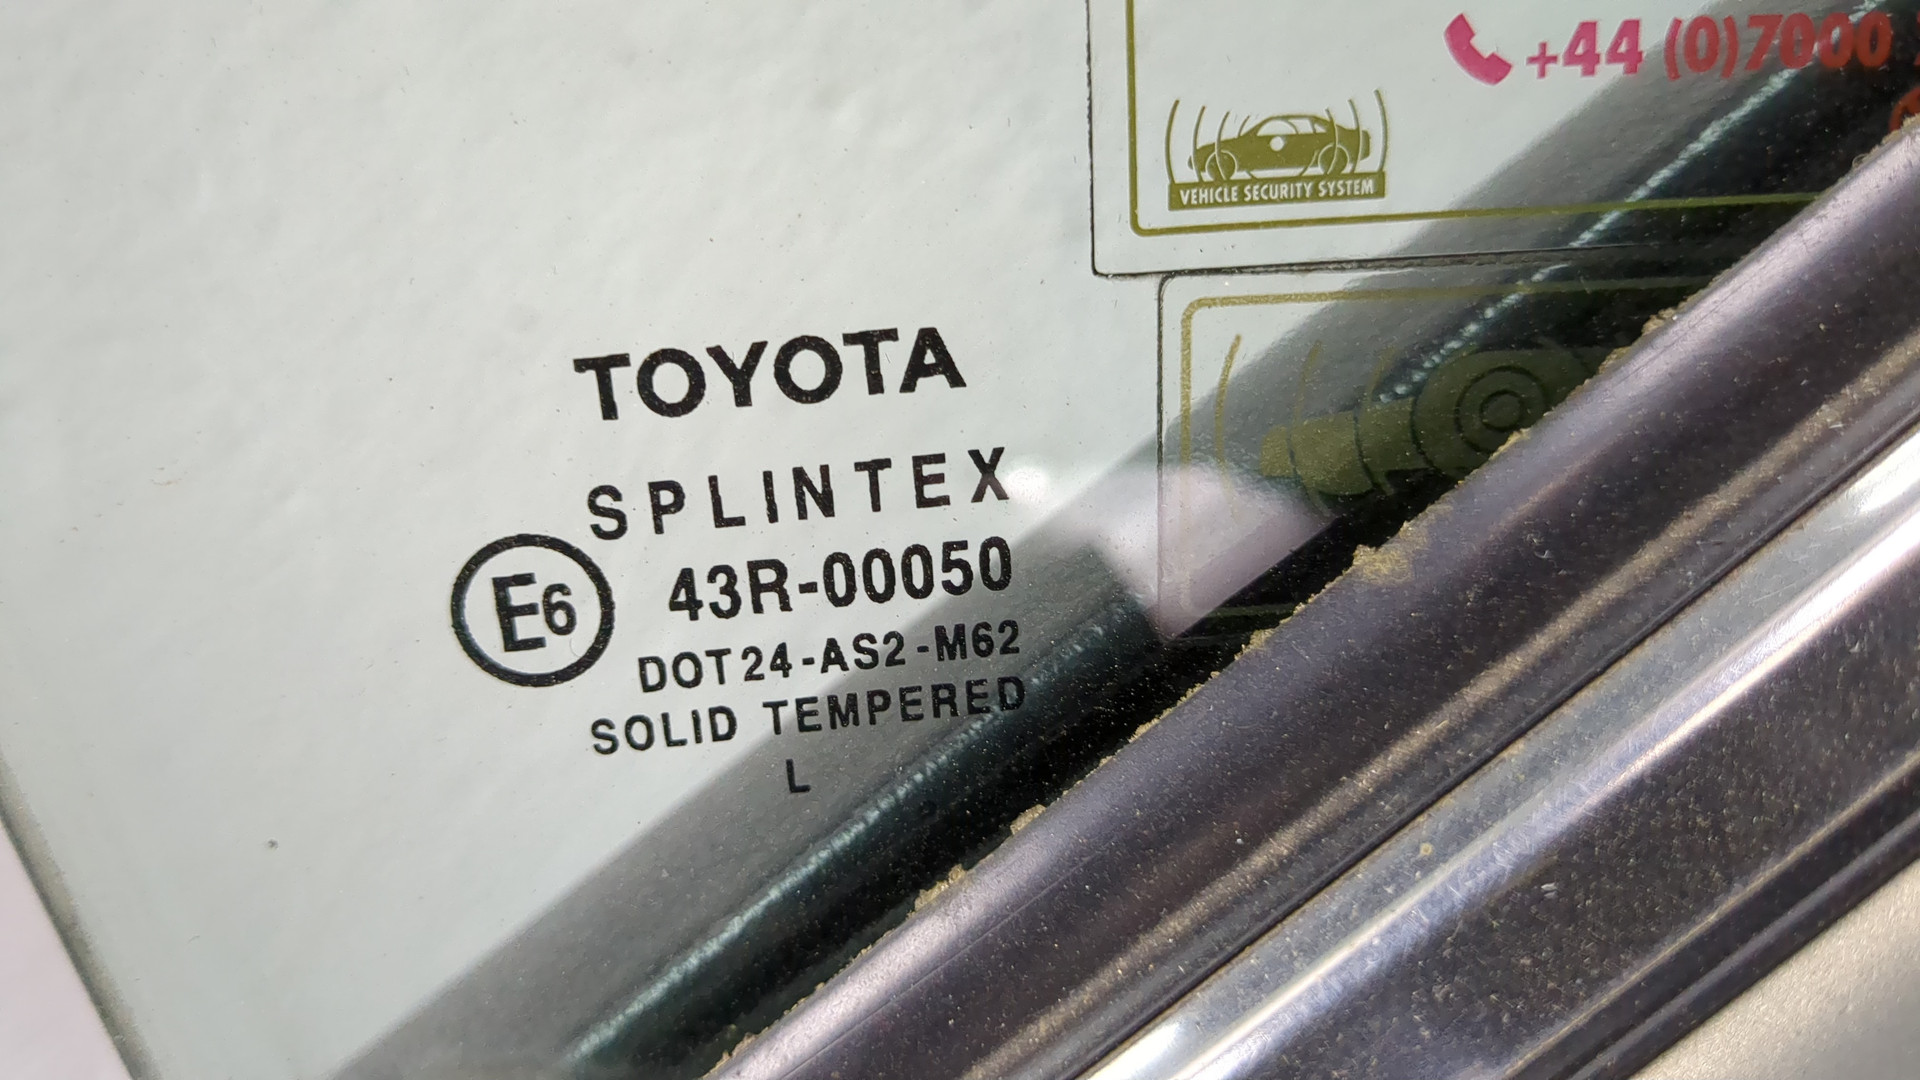 +44 (0)7000
VEHICLE SECURITY SYSTEM
TOYOTA
SPLINTEX
E6 43R-00050
DOT24-AS2-M62
SOLID TEMPERED
L